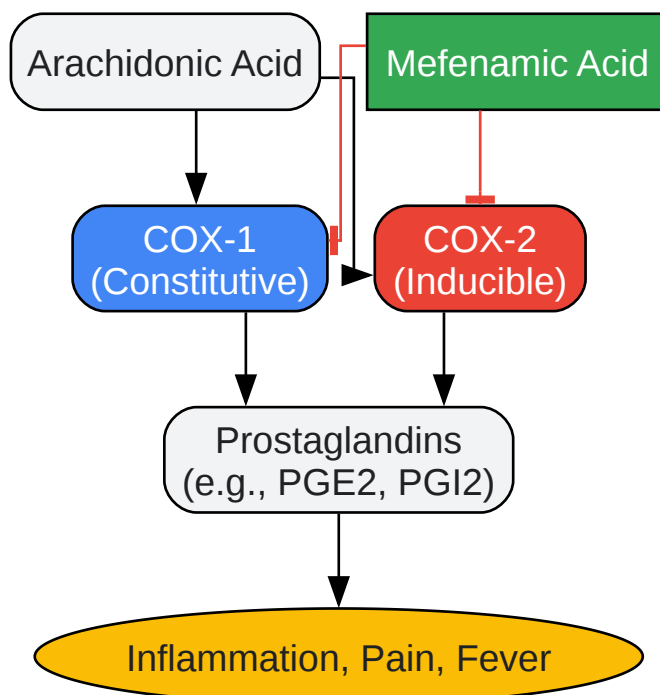 Arachidonic Acid
Mefenamic Acid
COX-1
(Constitutive)
COX-2
(Inducible)
Prostaglandins
(e.g., PGE2, PGI2)
Inflammation, Pain, Fever